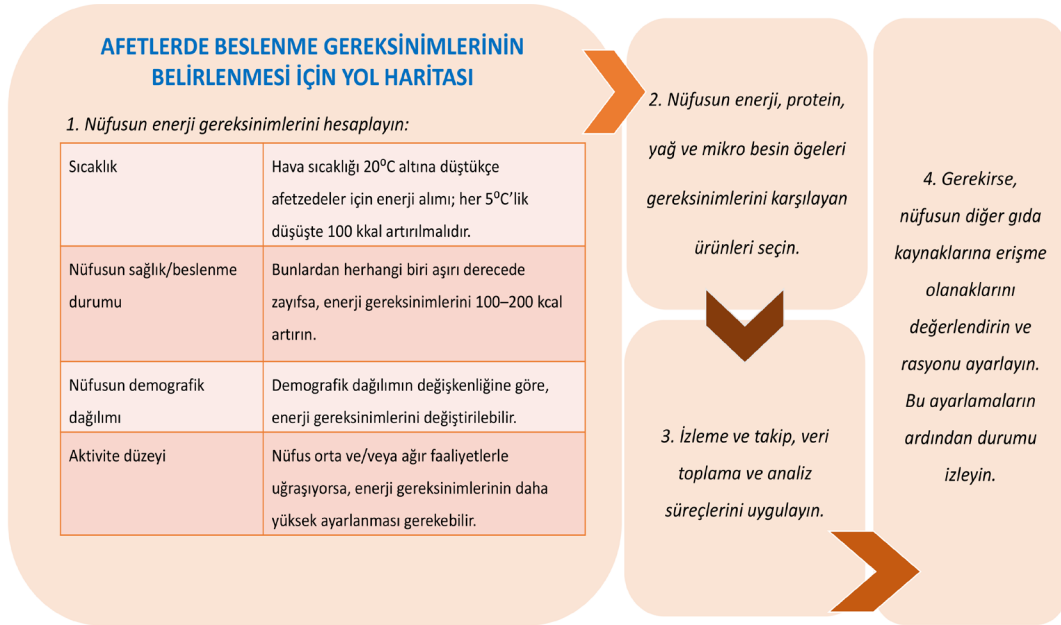 AFETLERDE BESLENME GEREKSİNİMLERİNİN
BELİRLENMESİ İÇİN YOL HARİTASI
1. Nüfusun enerji gereksinimlerini hesaplayın:
Sıcaklık
Hava sıcaklığı 20⁰C altına düştükçe
afetzedeler için enerji alımı; her 5⁰C’lik
düşüşte 100 kkal artırılmalıdır.
Nüfusun sağlık/beslenme
durumu
Bunlardan herhangi biri aşırı derecede
zayıfsa, enerji gereksinimlerini 100–200 kcal
artırın.
Nüfusun demografik
dağılımı
Demografik dağılımın değişkenliğine göre,
enerji gereksinimlerini değiştirilebilir.
Aktivite düzeyi
Nüfus orta ve/veya ağır faaliyetlerle
uğraşıyorsa, enerji gereksinimlerinin daha
yüksek ayarlanması gerekebilir.
2. Nüfusun enerji, protein,
yağ ve mikro besin ögeleri
gereksinimlerini karşılayan
ürünleri seçin.
3. İzleme ve takip, veri
toplama ve analiz
süreçlerini uygulayın.
4. Gerekirse,
nüfusun diğer gıda
kaynaklarına erişme
olanaklarını
değerlendirin ve
rasyonu ayarlayın.
Bu ayarlamaların
ardından durumu
izleyin.